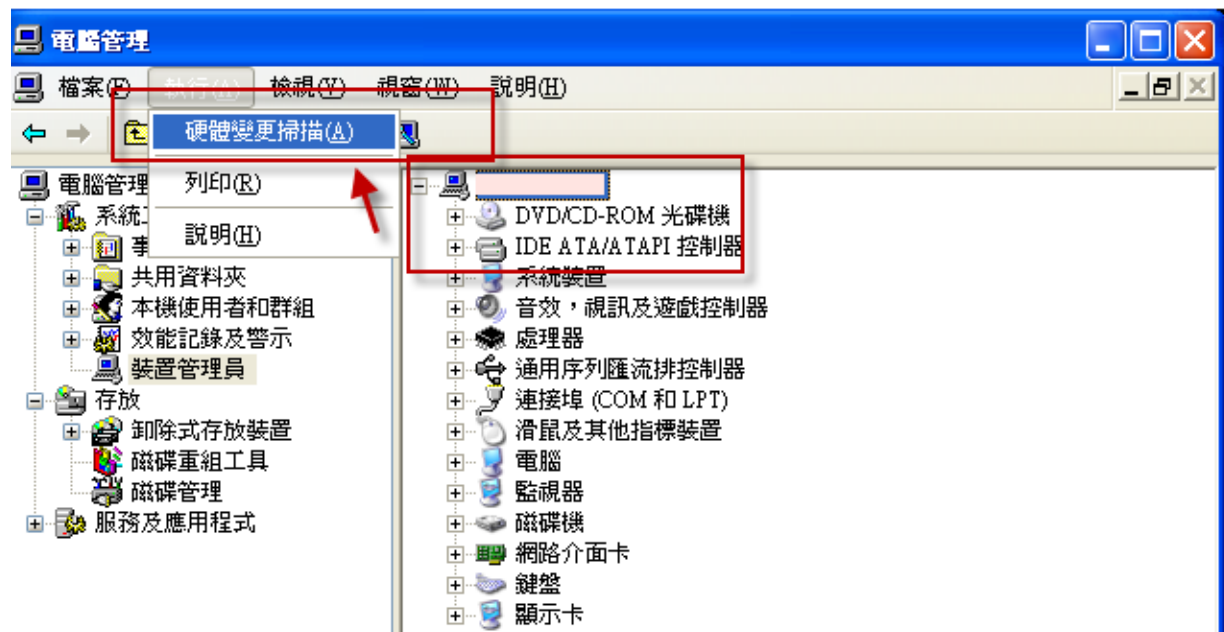 電腦管理
檔案(F) 執行(A) 檢視(V) 視窗(W) 說明(H)
硬體變更掃描(A)
列印(R)
說明(H)
電腦管理
系統
事
共用資料夾
本機使用者和群組
效能記錄及警示
裝置管理員
存放
卸除式存放裝置
磁碟重組工具
磁碟管理
服務及應用程式
DVD/CD-ROM 光碟機
IDE ATA/ATAPI 控制器
系統裝置
音效，視訊及遊戲控制器
處理器
通用序列匯流排控制器
連接埠 (COM 和 LPT)
滑鼠及其他指標裝置
電腦
監視器
磁碟機
網路介面卡
鍵盤
顯示卡